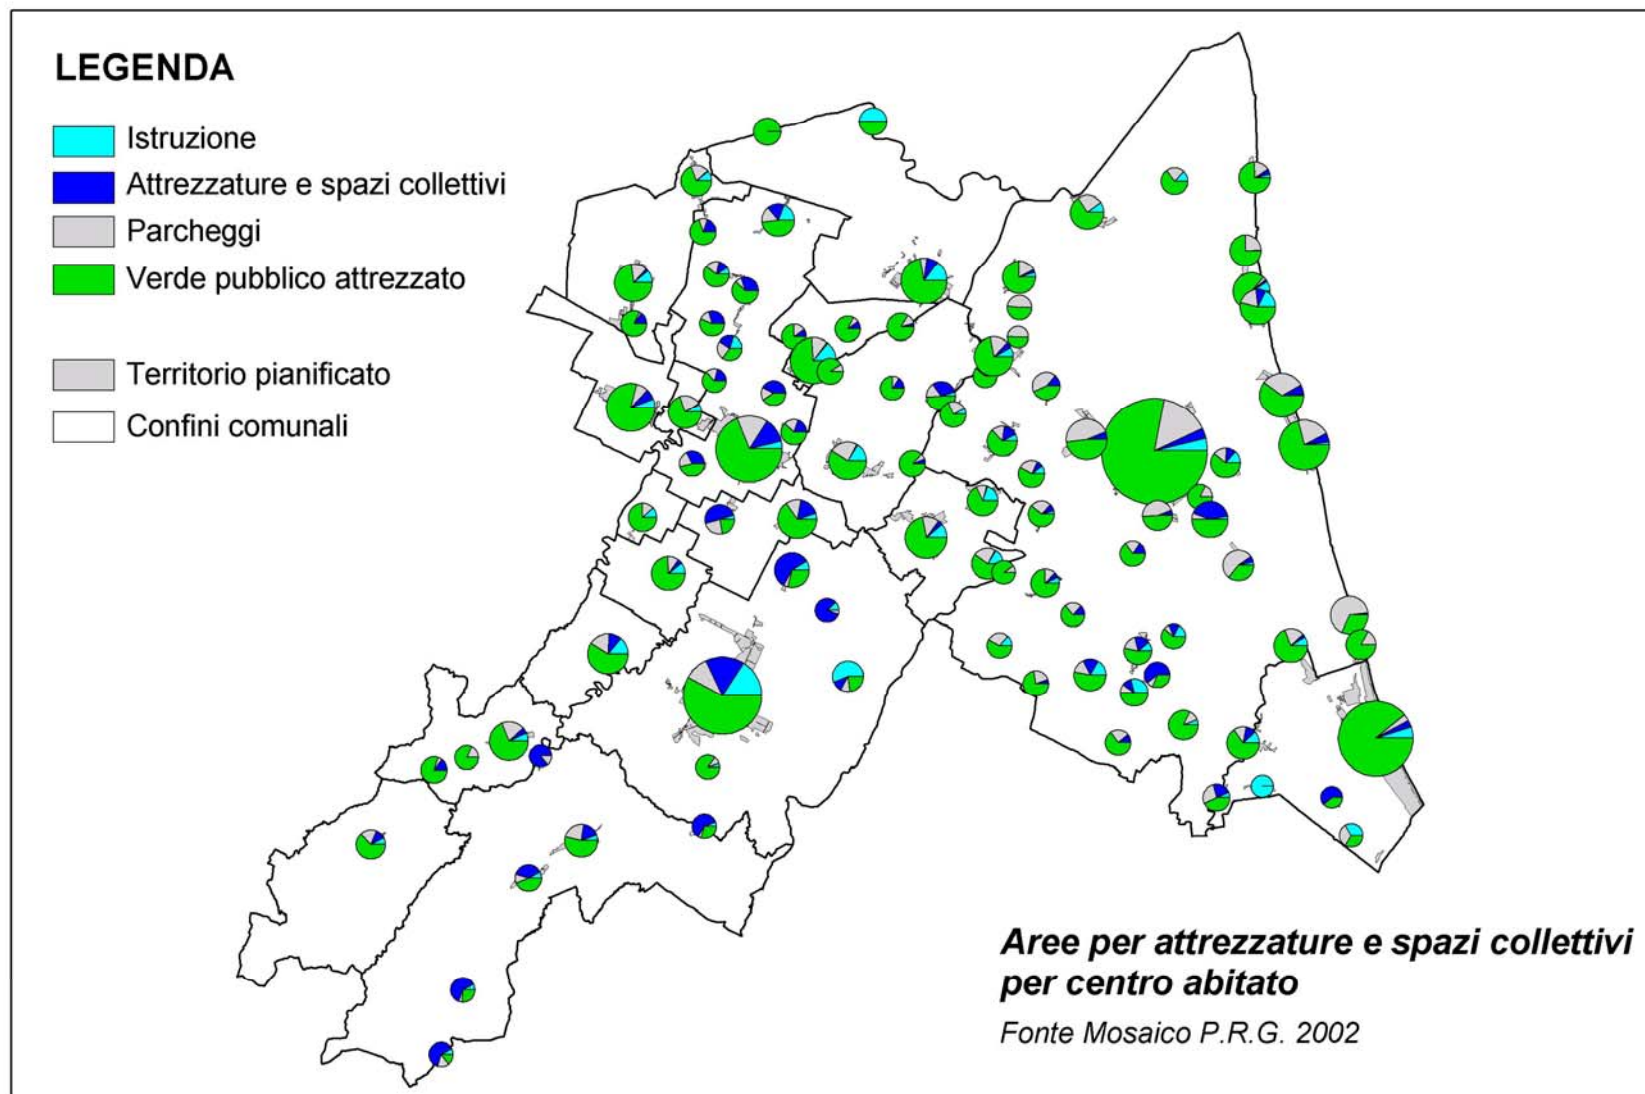 LEGENDA
Istruzione
Attrezzature e spazi collettivi
Parcheggi
Verde pubblico attrezzato
Territorio pianificato
Confini comunali
Aree per attrezzature e spazi collettivi
per centro abitato
Fonte Mosaico P.R.G. 2002